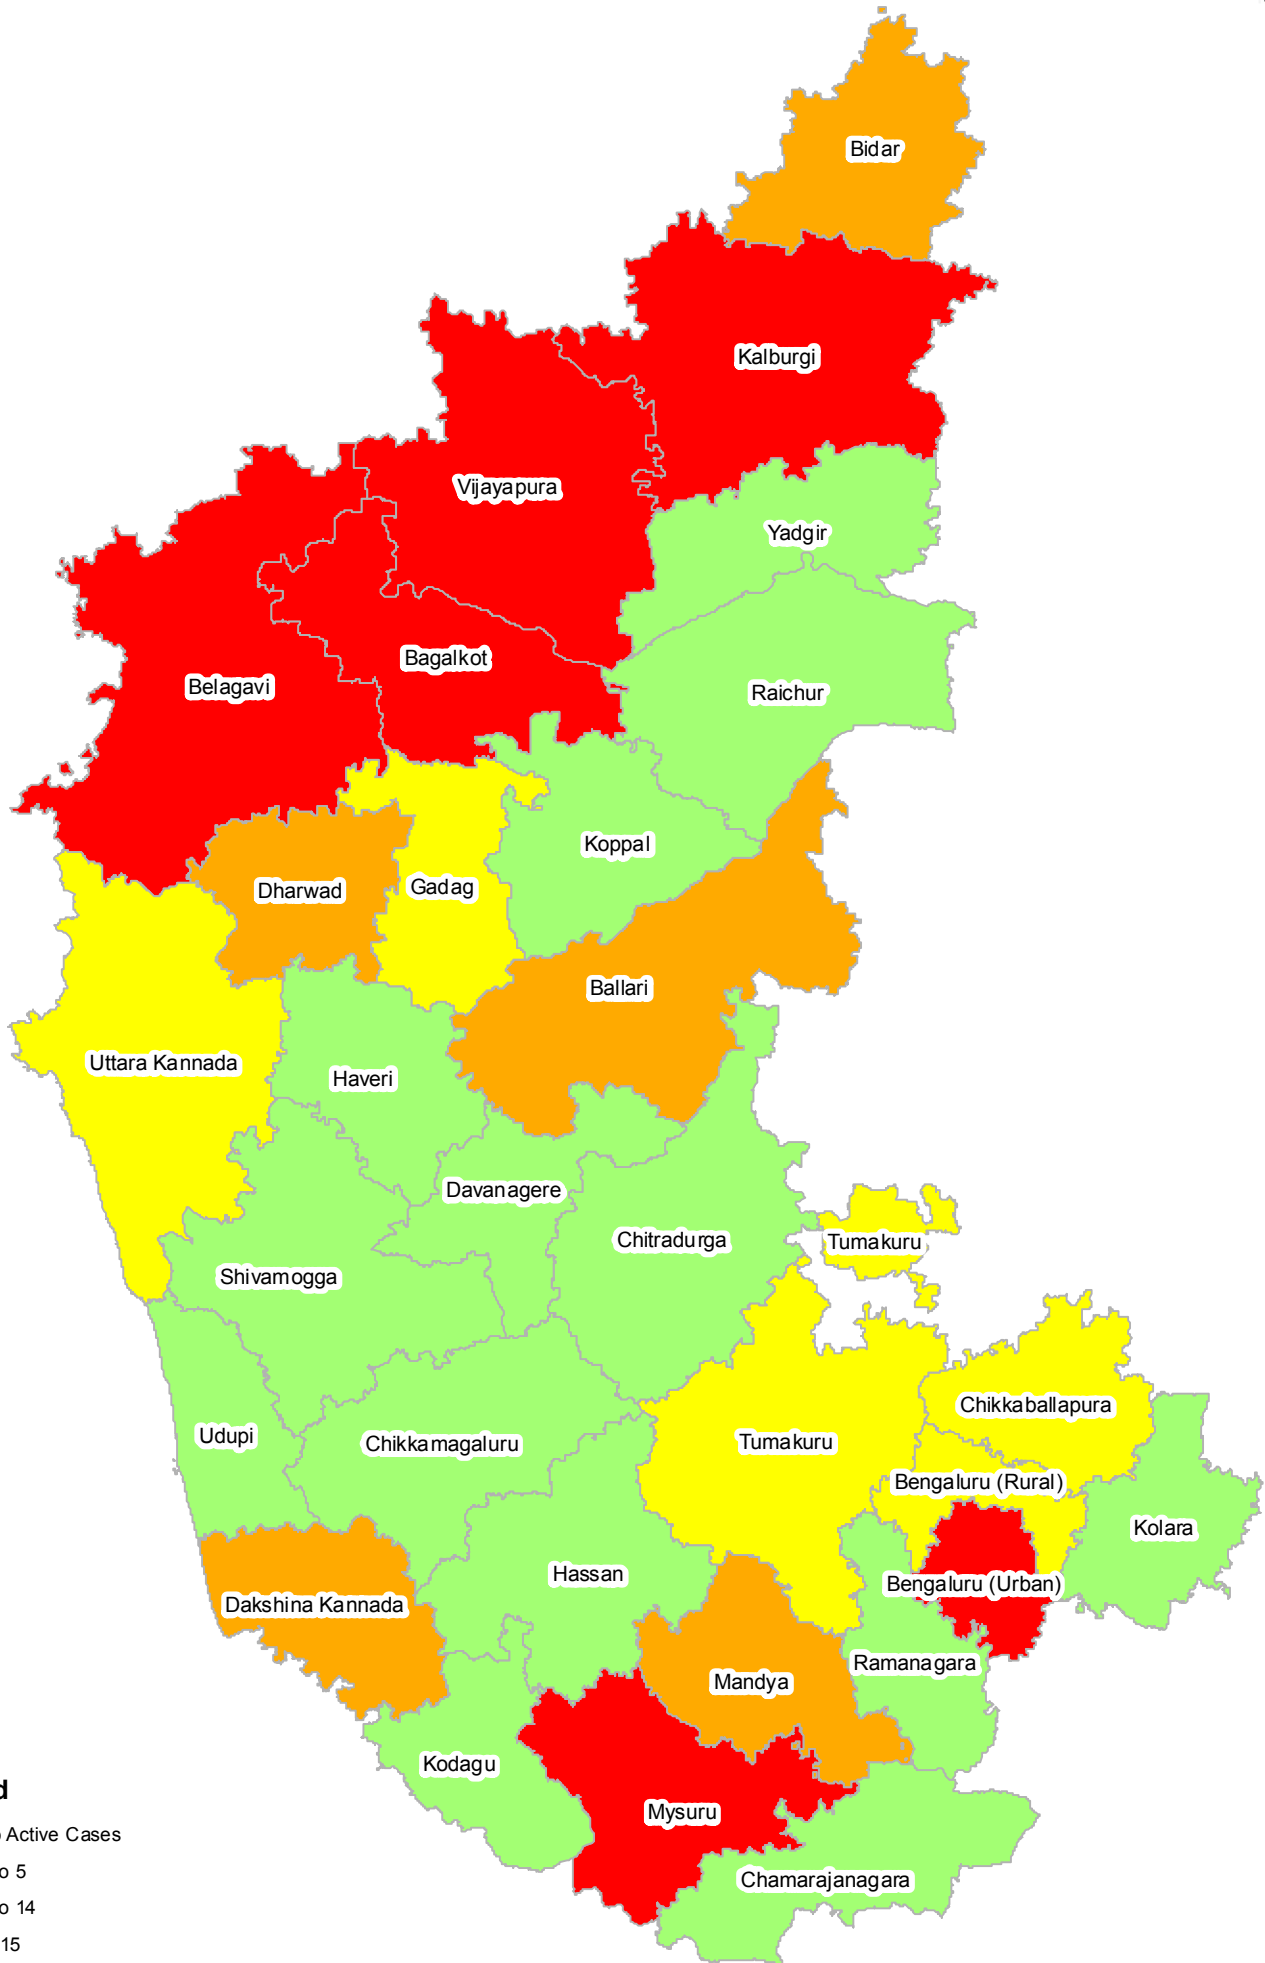 Bidar
Kalburgi
Vijayapura
Yadgir
Bagalkot
Belagavi
Raichur
Koppal
Dharwad
Gadag
Ballari
Uttara Kannada
Haveri
Davanagere
Chitradurga
Tumakuru
Shivamogga
Chikkaballapura
Udupi
Chikkamagaluru
Tumakuru
Bengaluru (Rural)
Kolara
Hassan
Bengaluru (Urban)
Dakshina Kannada
Ramanagara
Mandya
Kodagu
Mysuru
Chamarajanagara
Active Cases
5
14
15